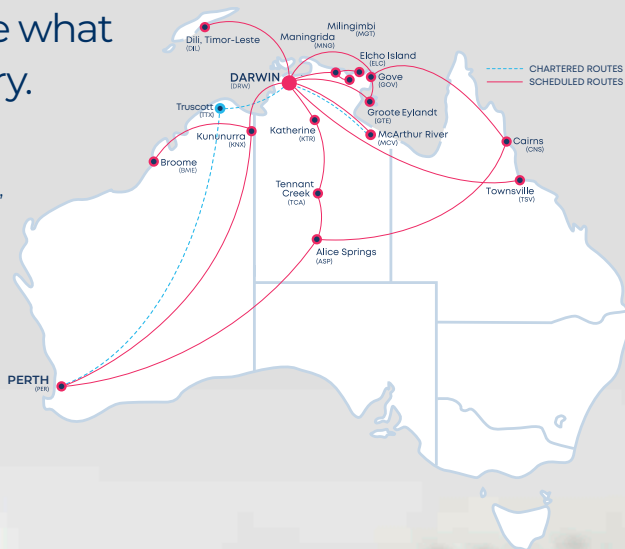 e what
ry.
,
Dili, Timor-Leste
(DIL)
Maningrida
(MNG)
Milingimbi
(MGT)
Elcho Island
(ELC)
DARWIN
(DRW)
Gove
(GOV)
CHARTERED ROUTES
SCHEDULED ROUTES
Truscott
(TTX)
Groote Eylandt
(GTE)
Kununurra
(KNX)
Katherine
(KTR)
McArthur River
(MCV)
Cairns
(CNS)
Broome
(BME)
Tennant
Creek
(TCA)
Townsville
(TSV)
Alice Springs
(ASP)
PERTH
(PER)